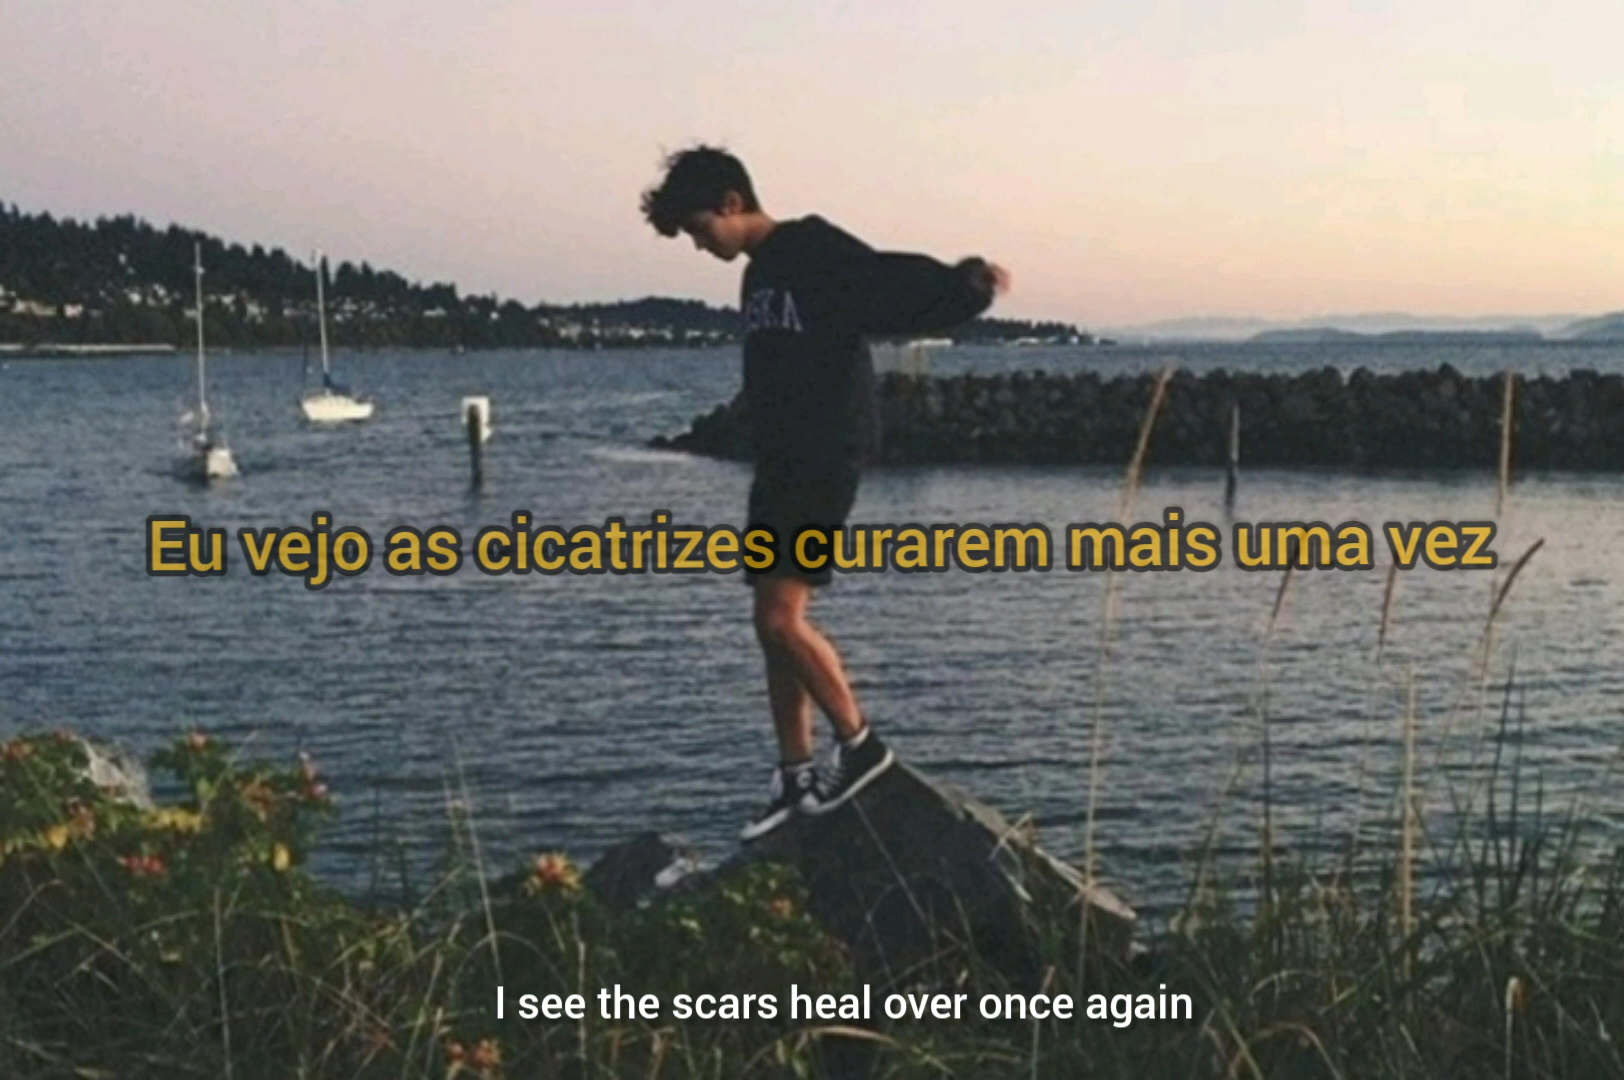 Eu vejo as cicatrizes curarem mais uma vez
I see the scars heal over once again